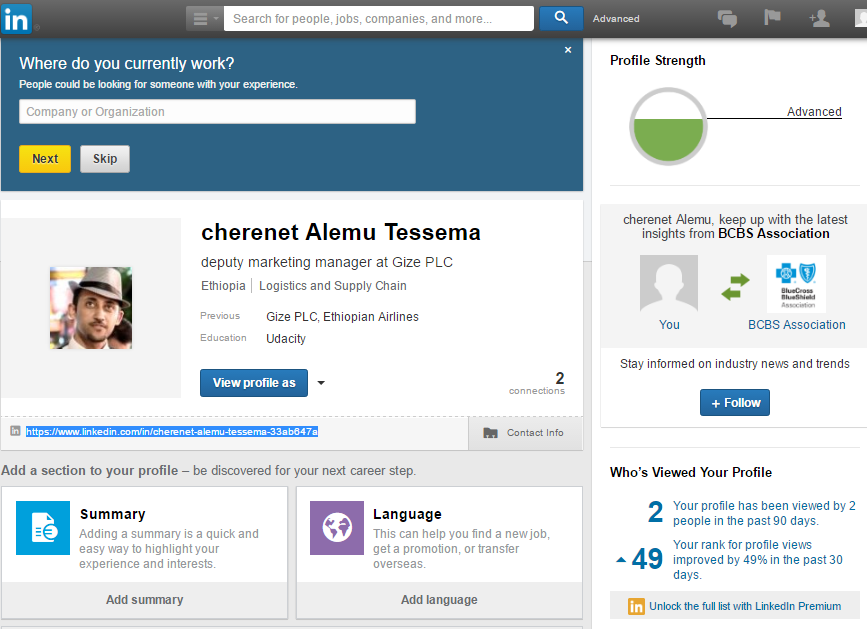 in
Search for people, jobs, companies, and more...
Advanced
Where do you currently work?
People could be looking for someone with your experience.
Company or Organization
Next
Skip
cherenet Alemu Tessema
deputy marketing manager at Gize PLC
Ethiopia
Logistics and Supply Chain
Previous
Gize PLC, Ethiopian Airlines
Education
Udacity
View profile as
2
connections
in
https://www.linkedin.com/in/cherenet-alemu-tessema-33ab647a
Contact Info
Add a section to your profile – be discovered for your next career step.
Summary
Adding a summary is a quick and
easy way to highlight your
experience and interests.
Add summary
Language
This can help you find a new job,
get a promotion, or transfer
overseas.
Add language
Profile Strength
Advanced
cherenet Alemu, keep up with the latest
insights from BCBS Association
BlueCross
BlueShield
Association
You
BCBS Association
Stay informed on industry news and trends
+ Follow
Who's Viewed Your Profile
2
Your profile has been viewed by 2
people in the past 90 days.
49
Your rank for profile views
improved by 49% in the past 30
days.
in
Unlock the full list with LinkedIn Premium